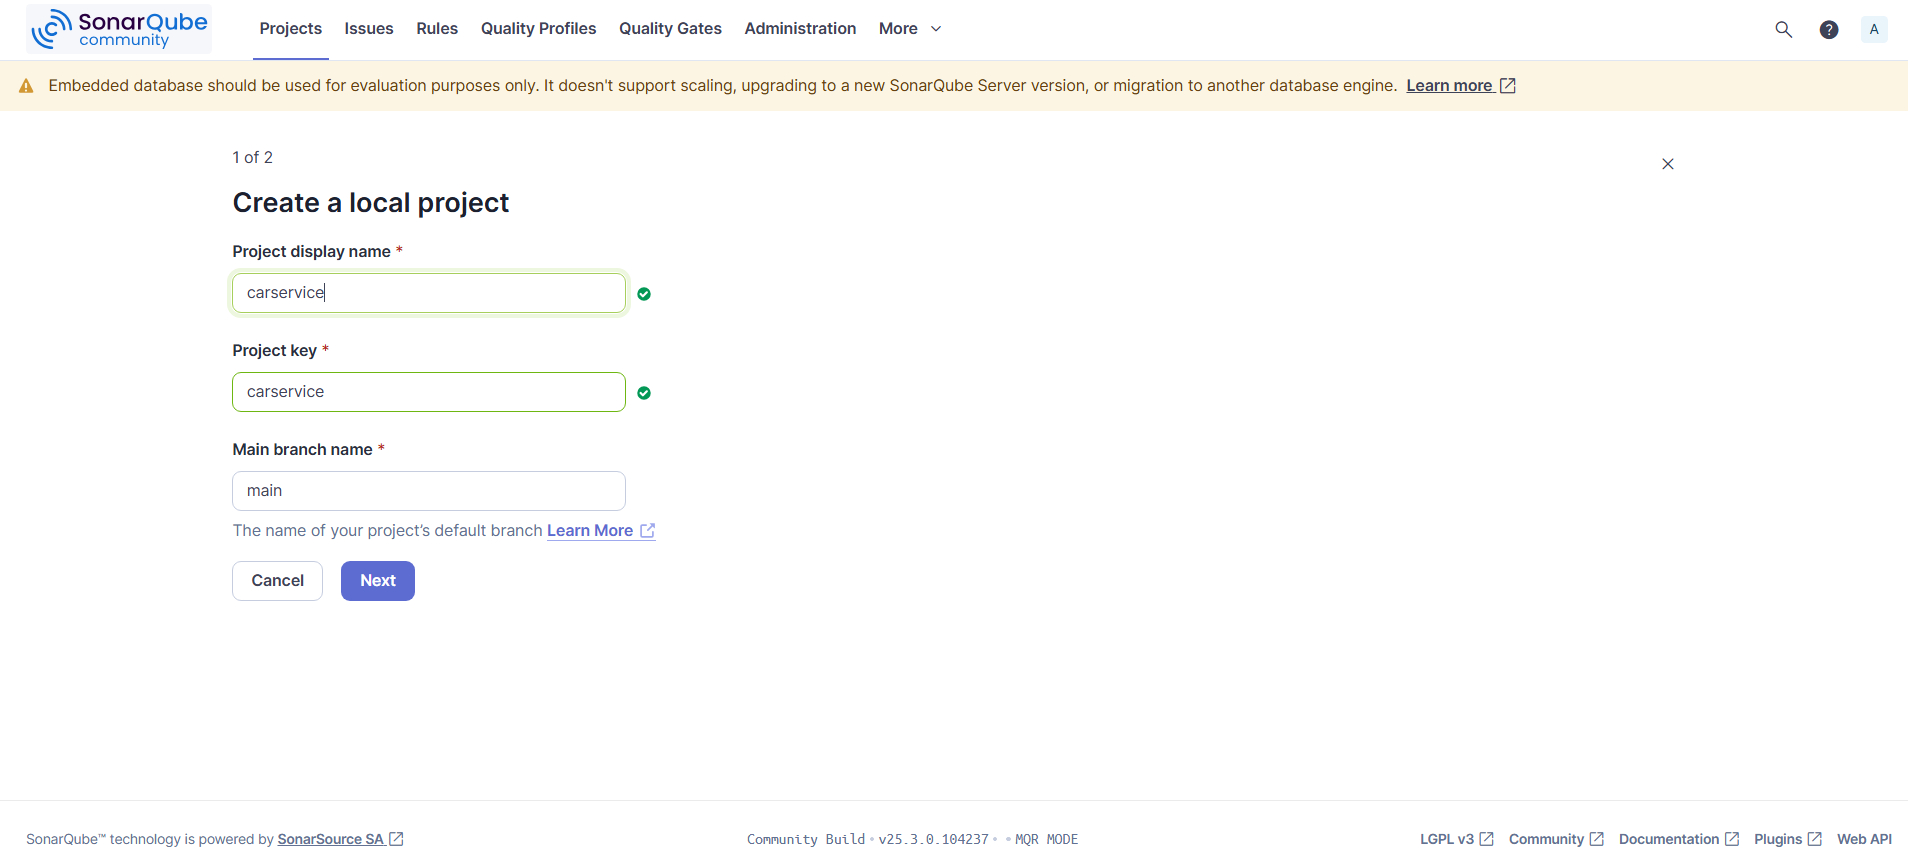 SonarQube community
Projects Issues Rules Quality Profiles Quality Gates Administration More ? A
Embedded database should be used for evaluation purposes only. It doesn't support scaling, upgrading to a new SonarQube Server version, or migration to another database engine. Learn more
1 of 2
Create a local project
Project display name *
carservice
Project key *
carservice
Main branch name *
main
The name of your project’s default branch Learn More
Cancel Next
SonarQube™ technology is powered by SonarSource SA Community Build • v25.3.0.104237 • • MQR MODE LGPL v3 Community Documentation Plugins Web API